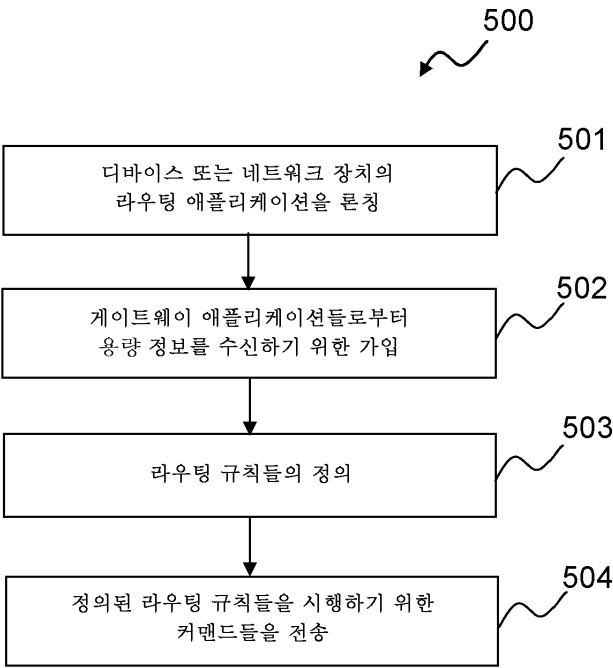 500
501
디바이스 또는 네트워크 장치의
라우팅 애플리케이션을 론칭
502
게이트웨이 애플리케이션들로부터
용량 정보를 수신하기 위한 가입
503
라우팅 규칙들의 정의
504
정의된 라우팅 규칙들을 시행하기 위한
커맨드들을 전송